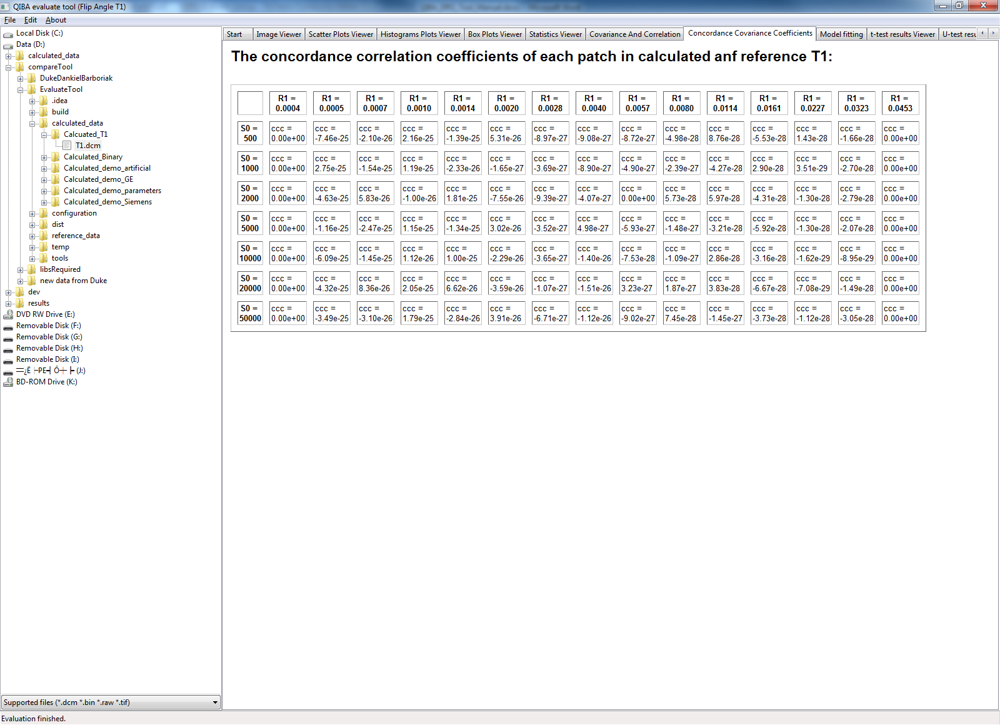 QIBA evaluate tool (Flip Angle T1)
File Edit About
Local Disk (C:)
Data (D:)
calculated_data
compareTool
DukeDankielBarboriak
EvaluateTool
.idea
build
calculated_data
Calcuated_T1
T1.dcm
Calculated_Binary
Calculated_demo_artificial
Calculated_demo_GE
Calculated_demo_parameters
Calculated_demo_Siemens
configuration
dist
reference_data
temp
tools
libsRequired
new data from Duke
dev
results
DVD RW Drive (E:)
Removable Disk (F:)
Removable Disk (G:)
Removable Disk (H:)
Removable Disk (I:)
(J:)
BD-ROM Drive (K:)
Supported files (*.dcm *.bin *.raw *.tif)
Evaluation finished.
Start Image Viewer Scatter Plots Viewer Histograms Plots Viewer Box Plots Viewer Statistics Viewer Covariance And Correlation Concordance Covariance Coefficients Model fitting t-test results Viewer U-test resu
The concordance correlation coefficients of each patch in calculated anf reference T1:
R1 = R1 = R1 = R1 = R1 = R1 = R1 = R1 = R1 = R1 = R1 = R1 = R1 = R1 = R1 =
0.0004 0.0005 0.0007 0.0010 0.0014 0.0020 0.0028 0.0040 0.0057 0.0080 0.0114 0.0161 0.0227 0.0323 0.0453
S0 = ccc = ccc = ccc = ccc = ccc = ccc = ccc = ccc = ccc = ccc = ccc = ccc = ccc = ccc = ccc =
500 0.00e+00 -7.46e-25 -2.10e-26 2.16e-25 -1.39e-25 5.31e-26 -8.97e-27 -9.08e-27 -8.72e-27 -4.98e-28 8.76e-28 -5.53e-28 1.43e-28 -1.66e-28 0.00e+00
S0 = ccc = ccc = ccc = ccc = ccc = ccc = ccc = ccc = ccc = ccc = ccc = ccc = ccc = ccc = ccc =
1000 0.00e+00 2.75e-25 -1.54e-25 1.19e-25 -2.33e-26 -1.65e-27 -3.69e-27 -8.90e-27 -4.90e-27 -2.39e-27 -4.27e-28 2.90e-28 3.51e-29 -2.70e-28 0.00e+00
S0 = ccc = ccc = ccc = ccc = ccc = ccc = ccc = ccc = ccc = ccc = ccc = ccc = ccc = ccc = ccc =
2000 0.00e+00 -4.63e-25 5.83e-26 -1.00e-26 1.81e-25 -7.55e-26 -9.39e-27 -4.07e-27 0.00e+00 5.73e-28 5.97e-28 -4.31e-28 -1.30e-28 -2.79e-28 0.00e+00
S0 = ccc = ccc = ccc = ccc = ccc = ccc = ccc = ccc = ccc = ccc = ccc = ccc = ccc = ccc = ccc =
5000 0.00e+00 -1.16e-25 -2.47e-25 1.15e-25 -1.34e-25 3.02e-26 -3.52e-27 4.98e-27 -5.93e-27 -1.48e-27 -3.21e-28 -5.92e-28 -1.30e-28 -2.07e-28 0.00e+00
S0 = ccc = ccc = ccc = ccc = ccc = ccc = ccc = ccc = ccc = ccc = ccc = ccc = ccc = ccc = ccc =
10000 0.00e+00 -6.09e-25 -1.45e-25 1.12e-26 1.00e-25 -2.29e-26 -3.65e-27 -1.40e-26 -7.53e-28 -1.09e-27 2.86e-28 -3.16e-28 -1.62e-29 -8.95e-29 0.00e+00
S0 = ccc = ccc = ccc = ccc = ccc = ccc = ccc = ccc = ccc = ccc = ccc = ccc = ccc = ccc = ccc =
20000 0.00e+00 -4.32e-25 8.36e-26 2.05e-25 6.62e-26 -3.59e-26 -1.07e-27 -1.51e-26 3.23e-27 1.87e-27 3.83e-28 -6.67e-28 -7.08e-29 -1.49e-28 0.00e+00
S0 = ccc = ccc = ccc = ccc = ccc = ccc = ccc = ccc = ccc = ccc = ccc = ccc = ccc = ccc = ccc =
50000 0.00e+00 -3.49e-25 -3.10e-26 1.79e-25 -2.84e-26 3.91e-26 -6.71e-27 -1.12e-26 -9.02e-27 7.45e-28 -1.45e-27 -3.73e-28 -1.12e-28 -3.05e-28 0.00e+00